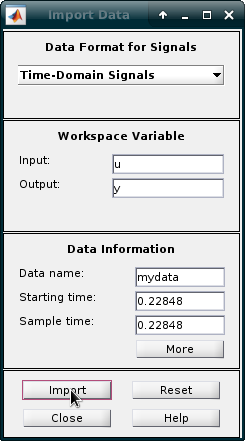 Import Data
Data Format for Signals
Time-Domain Signals
Workspace Variable
Input: u
Output: y
Data Information
Data name: mydata
Starting time: 0.22848
Sample time: 0.22848
More
Import Reset
Close Help